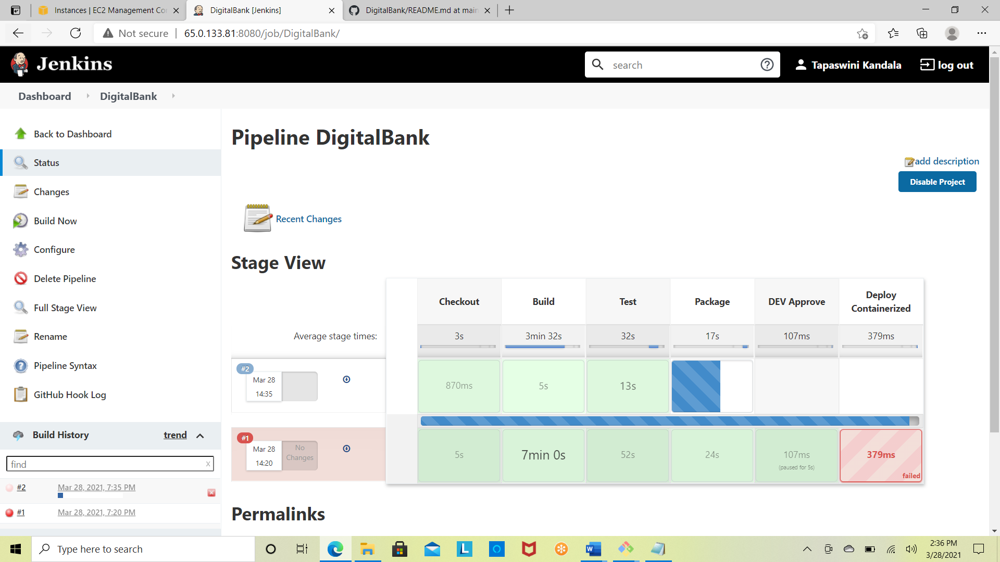 Instances | EC2 Management Co
DigitalBank [Jenkins]
DigitalBank/README.md at main
Not secure | 65.0.133.81:8080/job/DigitalBank/
Jenkins
search
Tapaswini Kandala
log out
Dashboard
DigitalBank
Back to Dashboard
Status
Changes
Build Now
Configure
Delete Pipeline
Full Stage View
Rename
Pipeline Syntax
GitHub Hook Log
Build History
trend
find
x
#2
Mar 28, 2021, 7:35 PM
#1
Mar 28, 2021, 7:20 PM
Pipeline DigitalBank
add description
Disable Project
Recent Changes
Stage View
Checkout
Build
Test
Package
DEV Approve
Deploy
Containerized
Average stage times:
3s
3min 32s
32s
17s
107ms
379ms
#2
Mar 28
14:35
870ms
5s
13s
#1
Mar 28
14:20
No
Changes
5s
7min 0s
52s
24s
107ms
(paused for 5s)
379ms
failed
Permalinks
Type here to search
2:36 PM
3/28/2021